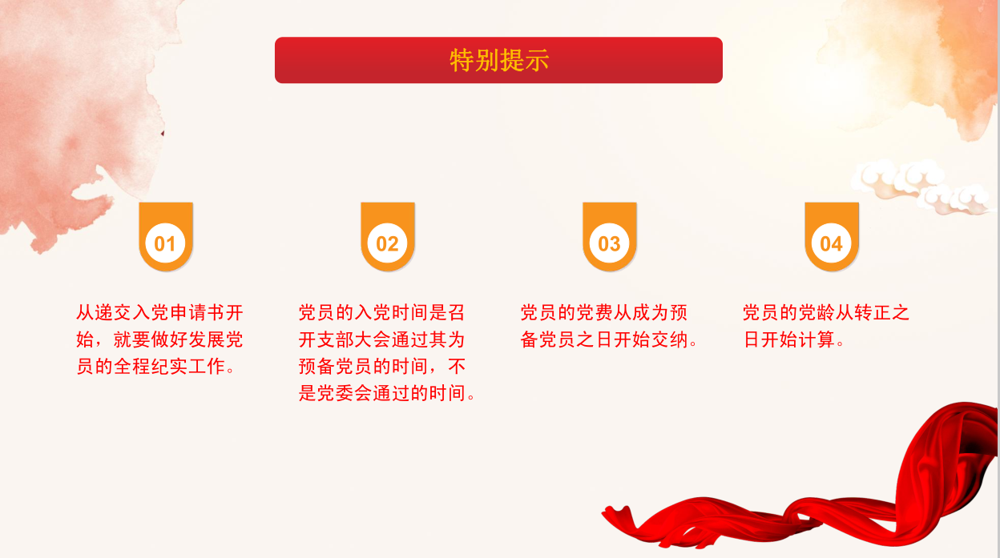 特别提示
01
从递交入党申请书开
始，就要做好发展党
员的全程纪实工作。
02
党员的入党时间是召
开支部大会通过其为
预备党员的时间，不
是党委会通过的时间。
03
党员的党费从成为预
备党员之日开始交纳。
04
党员的党龄从转正之
日开始计算。